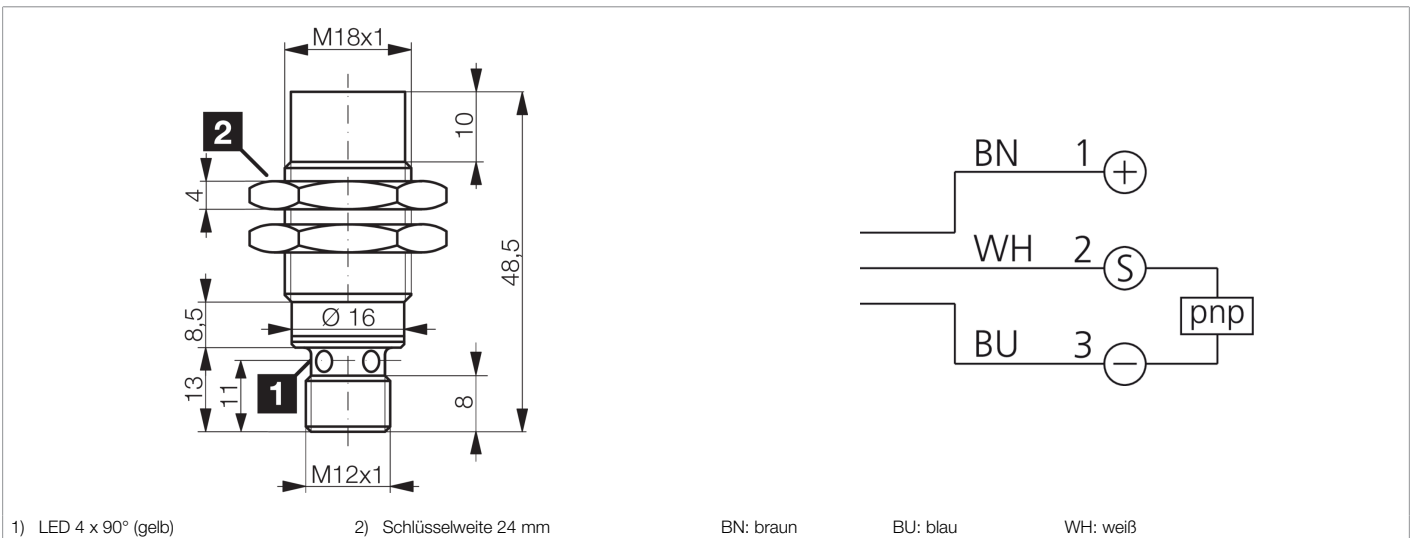 M18x1
2
10
4
48,5
8,5
Ø 16
13
11
1
8
M12x1
BN 1
+
WH 2
S
pnp
BU 3
−
1) LED 4 x 90° (gelb) 2) Schlüsselweite 24 mm BN: braun BU: blau WH: weiß